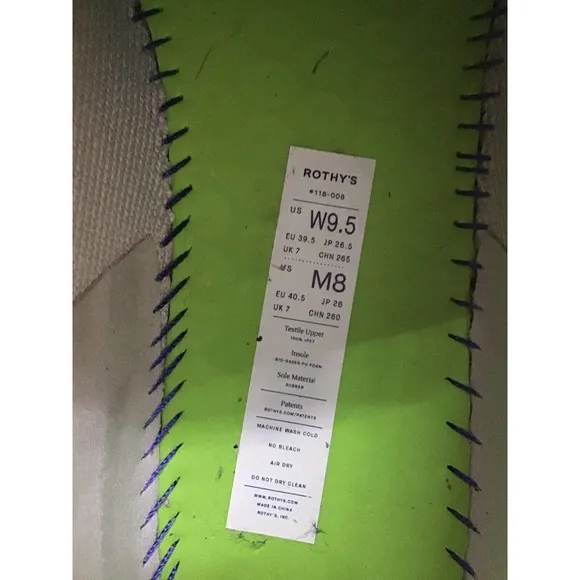 ROTHY'S
#118-008
US W9.5
EU 39.5 JP 26.5
UK 7 CHN 265
US M8
EU 40.5 JP 26
UK 7 CHN 260
Textile Upper
100% rPET
Insole
BIO-BASED PU FOAM
Sole Material
RUBBER
Patents
ROTHYS.COM/PATENTS
MACHINE WASH COLD
NO BLEACH
AIR DRY
DO NOT DRY CLEAN
WWW.ROTHYS.COM
MADE IN CHINA
ROTHY'S, INC.